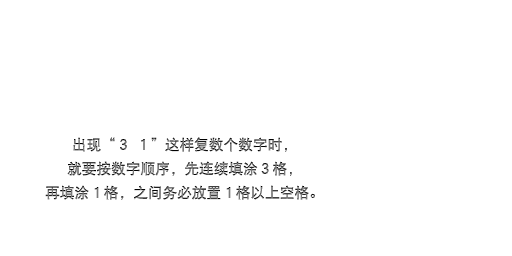 出现“3 1”这样复数个数字时，
就要按数字顺序，先连续填涂3格，
再填涂1格，之间务必放置1格以上空格。